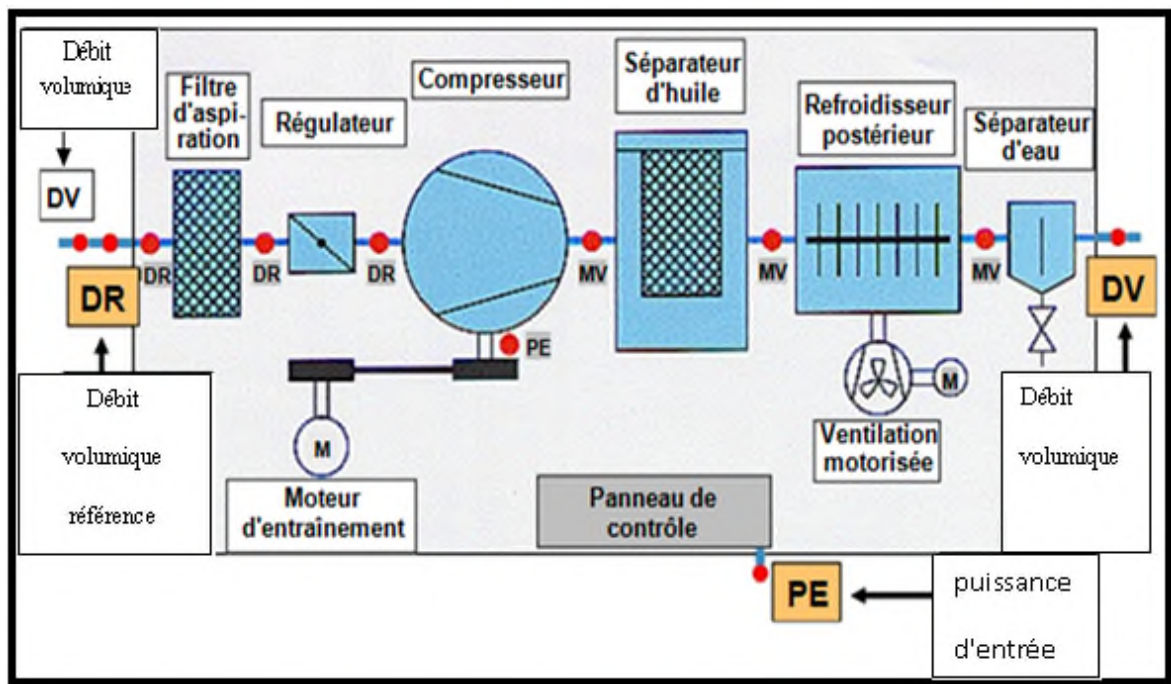 Débit
volumique
DV
Filtre
d'aspi-
ration
Régulateur
Compresseur
Séparateur
d'huile
Refroidisseur
postérieur
Séparateur
d'eau
DR
DR
DR
DR
MV
MV
MV
DV
PE
M
M
Débit
volumique
référence
Moteur
d'entraînement
Ventilation
motorisée
Panneau de
contrôle
Débit
volumique
PE
puissance
d'entrée